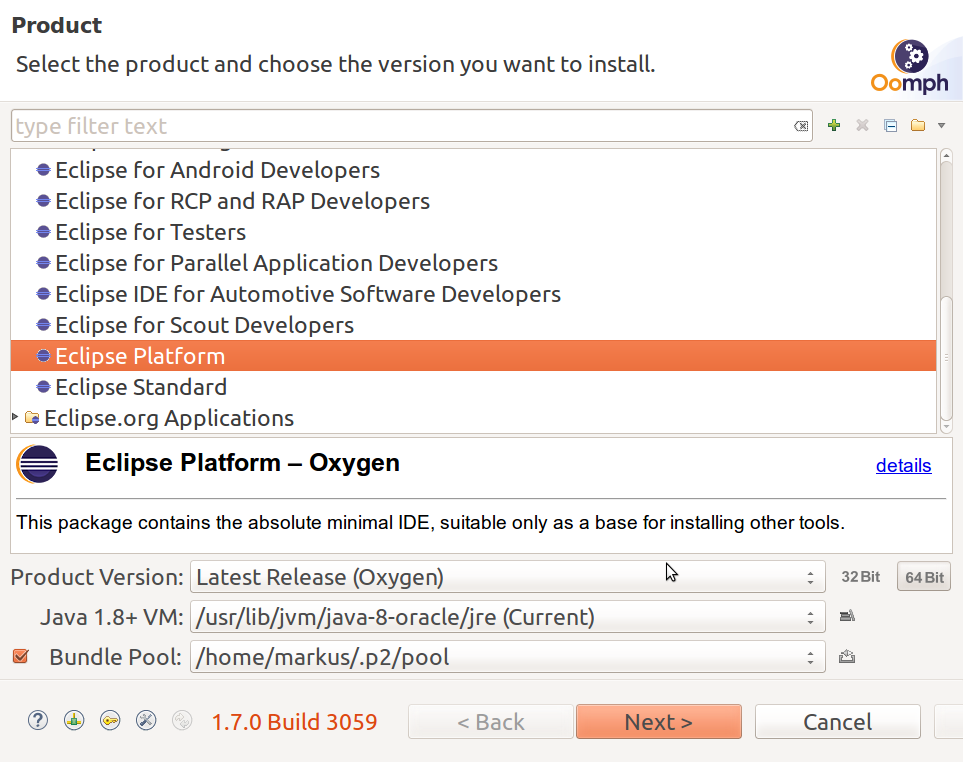 Product
Select the product and choose the version you want to install.
Oomph
type filter text
Eclipse for Android Developers
Eclipse for RCP and RAP Developers
Eclipse for Testers
Eclipse for Parallel Application Developers
Eclipse IDE for Automotive Software Developers
Eclipse for Scout Developers
Eclipse Platform
Eclipse Standard
Eclipse.org Applications
Eclipse Platform – Oxygen
details
This package contains the absolute minimal IDE, suitable only as a base for installing other tools.
Product Version: Latest Release (Oxygen) 32 Bit 64 Bit
Java 1.8+ VM: /usr/lib/jvm/java-8-oracle/jre (Current)
Bundle Pool: /home/markus/.p2/pool
1.7.0 Build 3059 < Back Next > Cancel